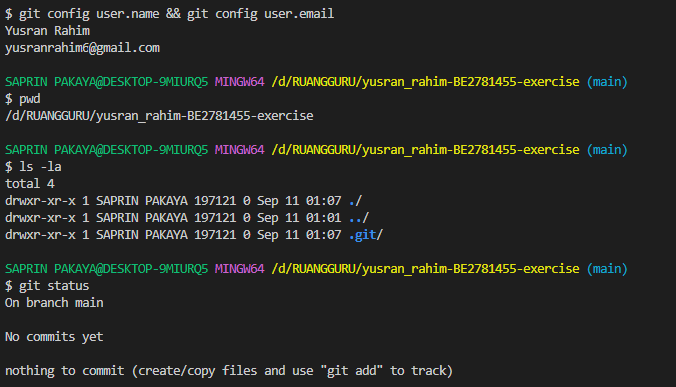 $ git config user.name && git config user.email
Yusran Rahim
yusranrahim6@gmail.com
SAPRIN PAKAYA@DESKTOP-9MIURQ5 MINGW64 /d/RUANGGURU/yusran_rahim-BE2781455-exercise (main)
$ pwd
/d/RUANGGURU/yusran_rahim-BE2781455-exercise
SAPRIN PAKAYA@DESKTOP-9MIURQ5 MINGW64 /d/RUANGGURU/yusran_rahim-BE2781455-exercise (main)
$ ls -la
total 4
drwxr-xr-x 1 SAPRIN PAKAYA 197121 0 Sep 11 01:07 ./
drwxr-xr-x 1 SAPRIN PAKAYA 197121 0 Sep 11 01:01 ../
drwxr-xr-x 1 SAPRIN PAKAYA 197121 0 Sep 11 01:07 .git/
SAPRIN PAKAYA@DESKTOP-9MIURQ5 MINGW64 /d/RUANGGURU/yusran_rahim-BE2781455-exercise (main)
$ git status
On branch main
No commits yet
nothing to commit (create/copy files and use "git add" to track)